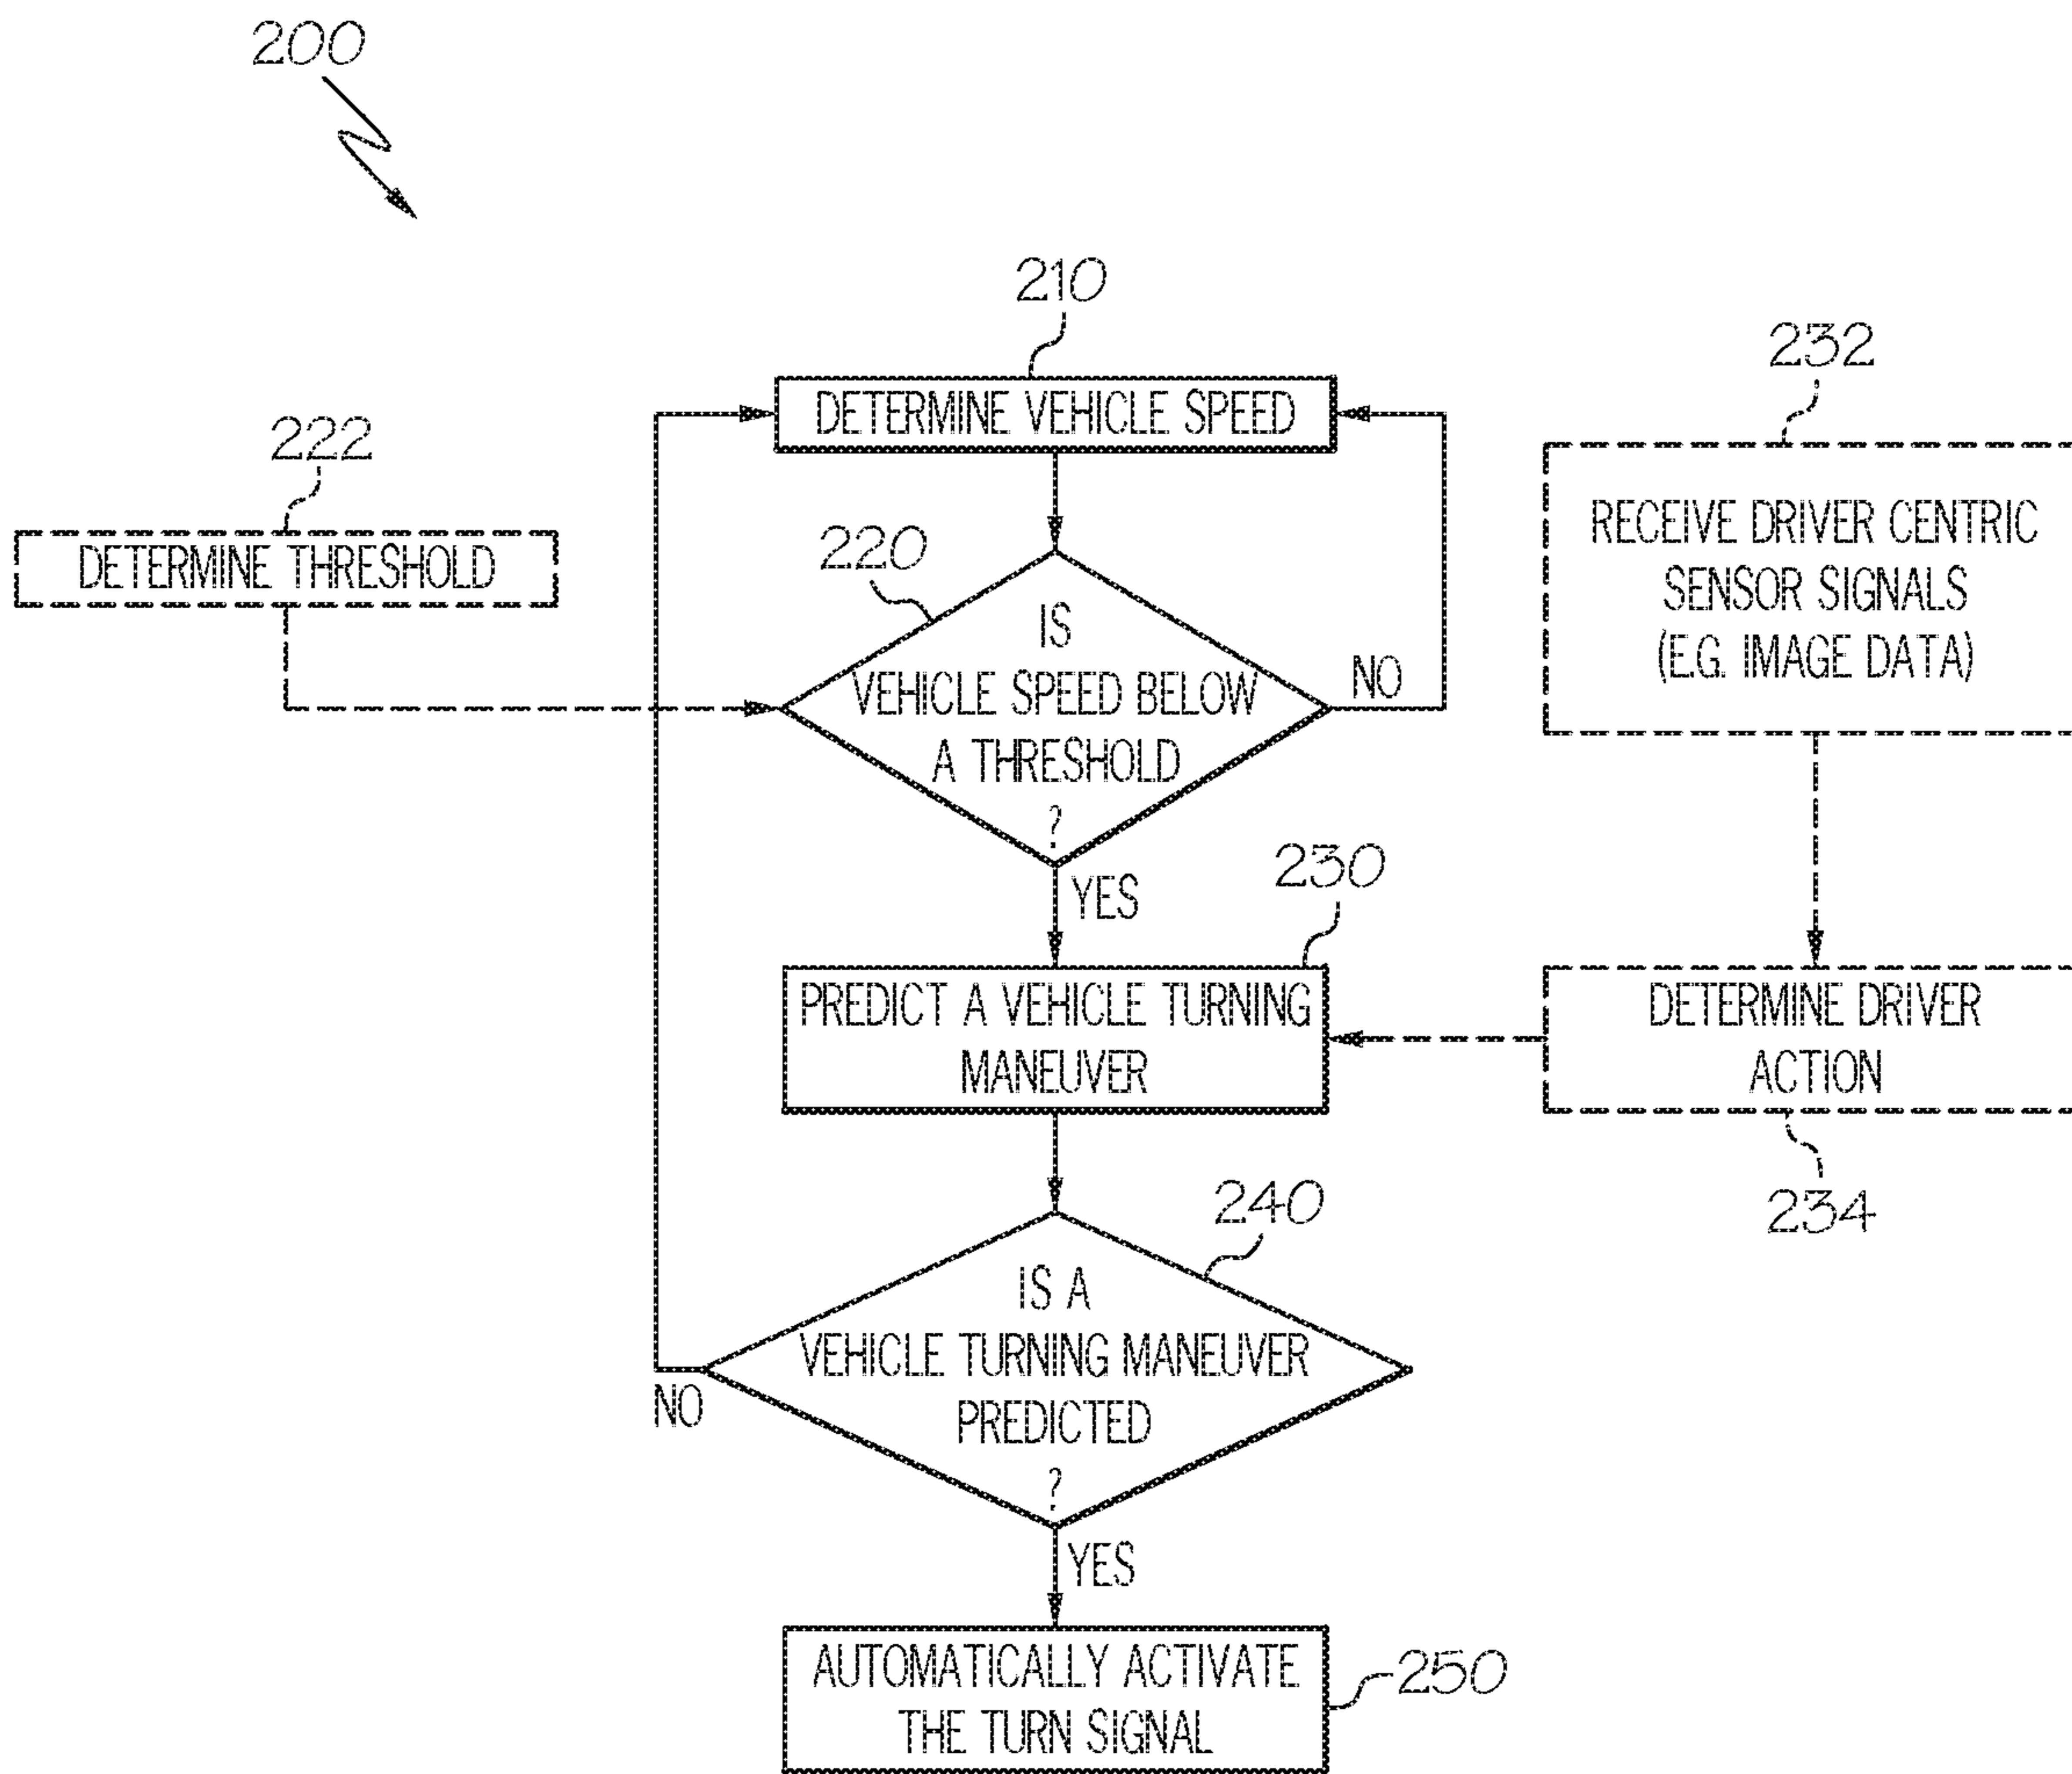 200
210
DETERMINE VEHICLE SPEED
222
DETERMINE THRESHOLD
220
IS
VEHICLE SPEED BELOW
A THRESHOLD
?
NO
YES
232
RECEIVE DRIVER CENTRIC
SENSOR SIGNALS
(E.G. IMAGE DATA)
230
PREDICT A VEHICLE TURNING
MANEUVER
DETERMINE DRIVER
ACTION
234
240
IS A
VEHICLE TURNING MANEUVER
PREDICTED
?
NO
YES
AUTOMATICALLY ACTIVATE
THE TURN SIGNAL
250